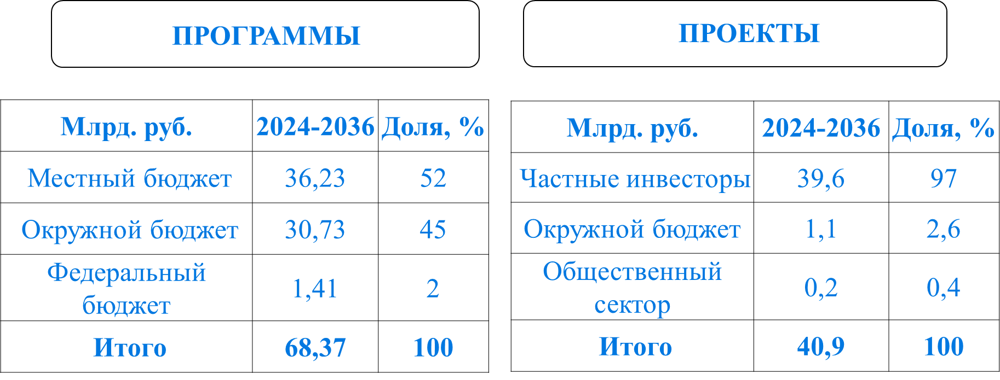 ПРОГРАММЫ
Млрд. руб. 2024-2036 Доля, %
Местный бюджет 36,23 52
Окружной бюджет 30,73 45
Федеральный
бюджет 1,41 2
Итого 68,37 100
ПРОЕКТЫ
Млрд. руб. 2024-2036 Доля, %
Частные инвесторы 39,6 97
Окружной бюджет 1,1 2,6
Общественный
сектор 0,2 0,4
Итого 40,9 100